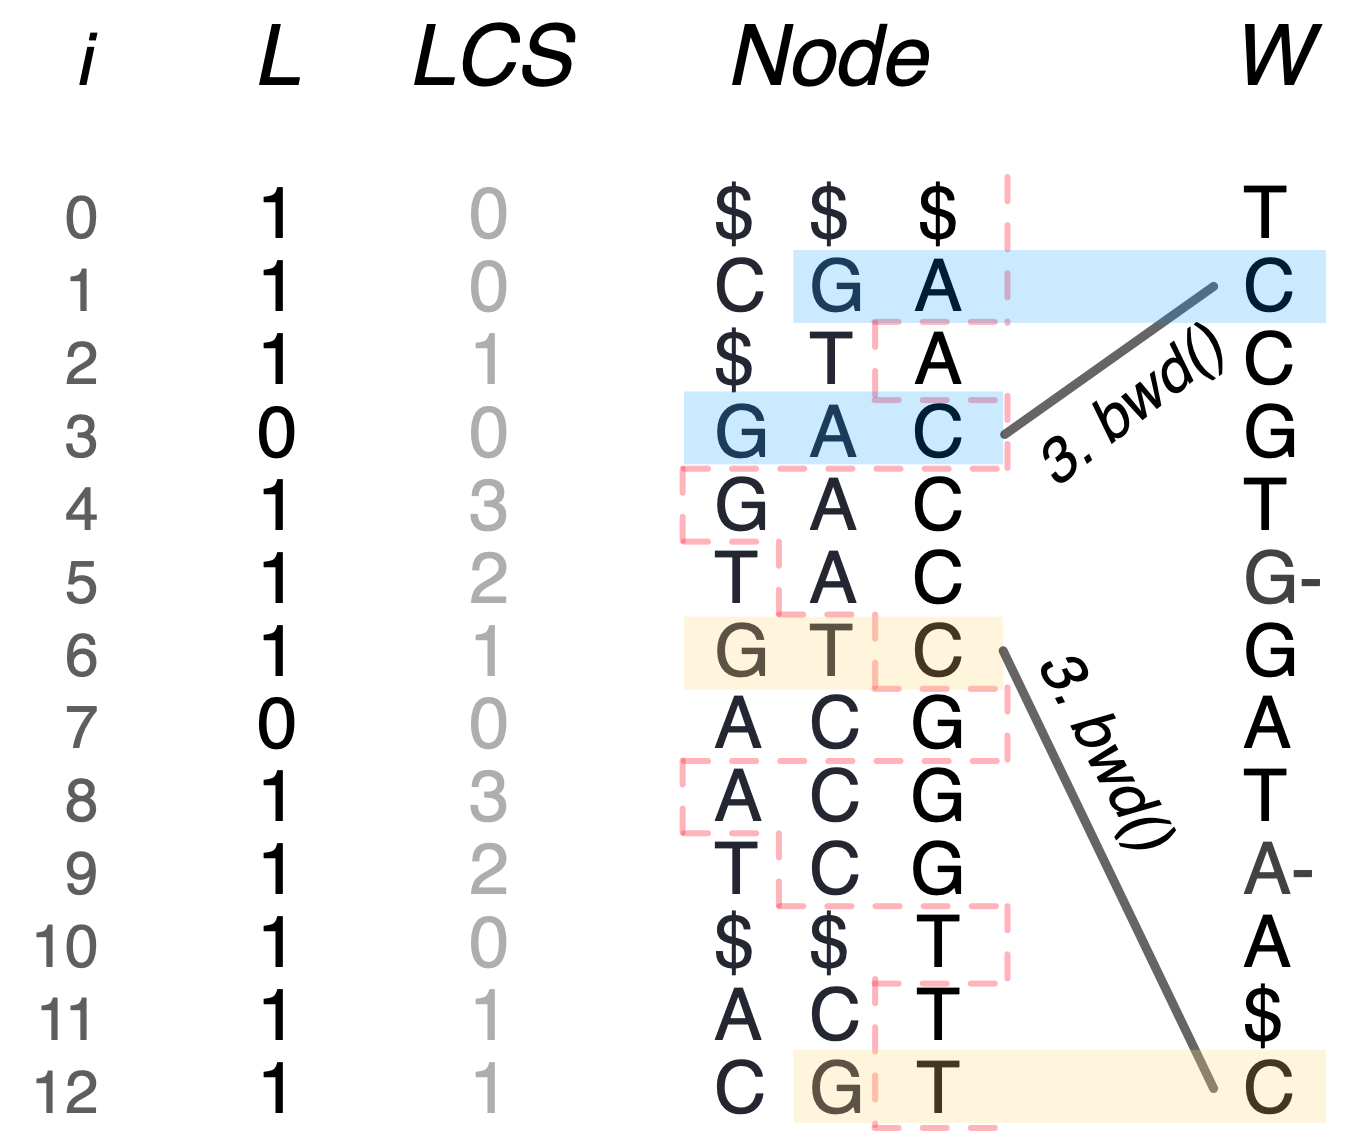 i L LCS Node W
0 1 0 $ $ $ T
1 1 0 C G A C
2 1 1 $ T A C
3. bwd()
3 0 0 G A C G
4 1 3 G A C T
5 1 2 T A C G-
6 1 1 G T C G
3. bwd()
7 0 0 A C G A
8 1 3 A C G T
9 1 2 T C G A-
10 1 0 $ $ T A
11 1 1 A C T $
12 1 1 C G T C